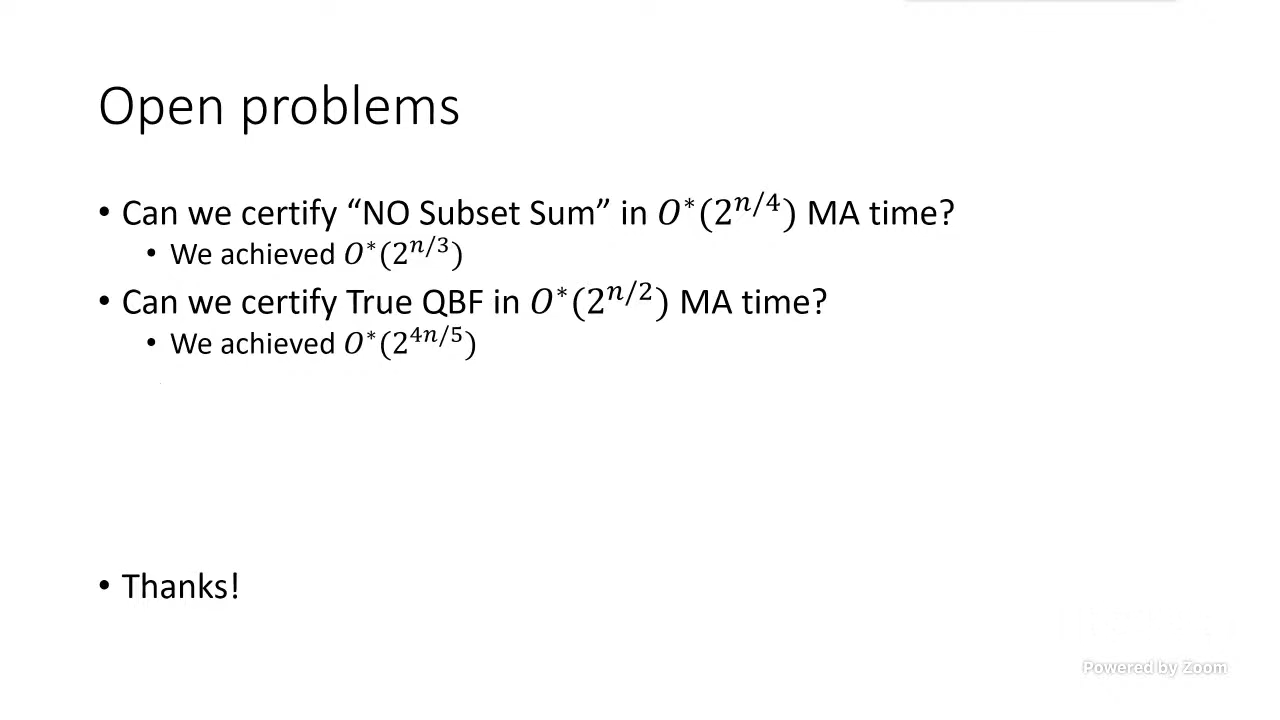 Open problems
• Can we certify “NO Subset Sum” in 𝑂*(2^{n/4}) MA time?
• We achieved 𝑂*(2^{n/3})
• Can we certify True QBF in 𝑂*(2^{n/2}) MA time?
• We achieved 𝑂*(2^{4n/5})
• Thanks!
Powered by Zoom